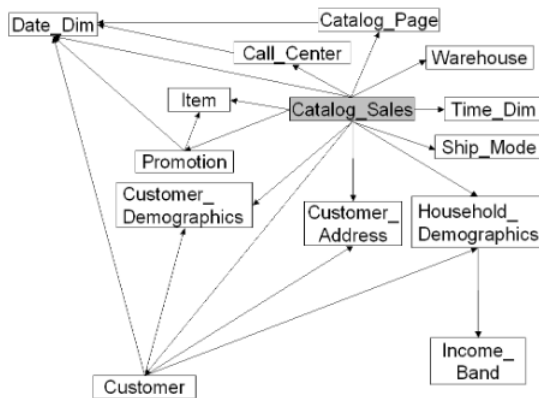 Date_Dim
Catalog_Page
Call_Center
Warehouse
Item
Catalog_Sales
Time_Dim
Ship_Mode
Promotion
Customer_
Demographics
Customer_
Address
Household_
Demographics
Income_
Band
Customer